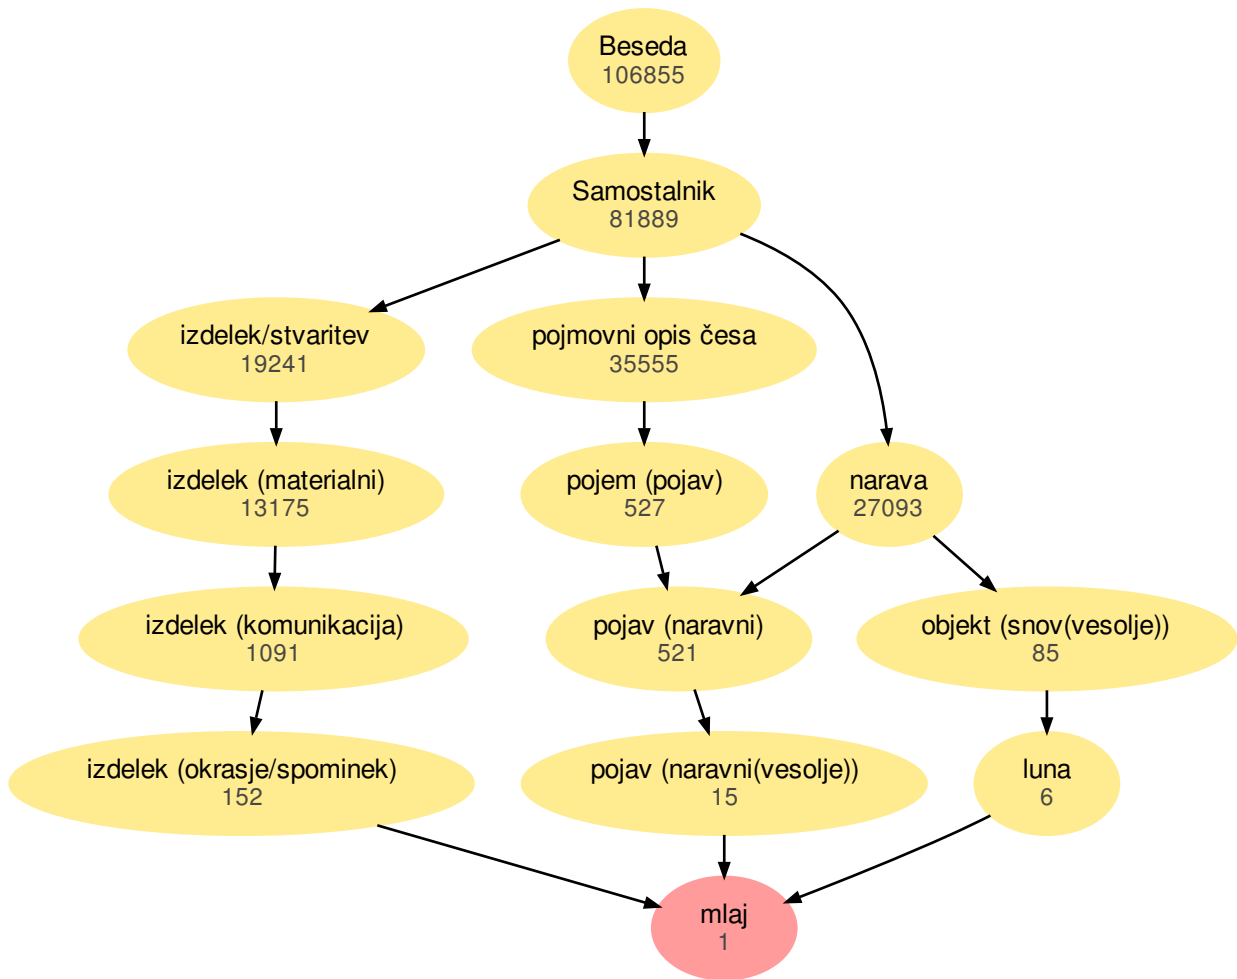 Beseda
106855
Samostalnik
81889
izdelek/stvaritev
19241
pojmovni opis česa
35555
izdelek (materialni)
13175
pojem (pojav)
527
narava
27093
izdelek (komunikacija)
1091
pojav (naravni)
521
objekt (snov(vesolje))
85
izdelek (okrasje/spominek)
152
pojav (naravni(vesolje))
15
luna
6
mlaj
1